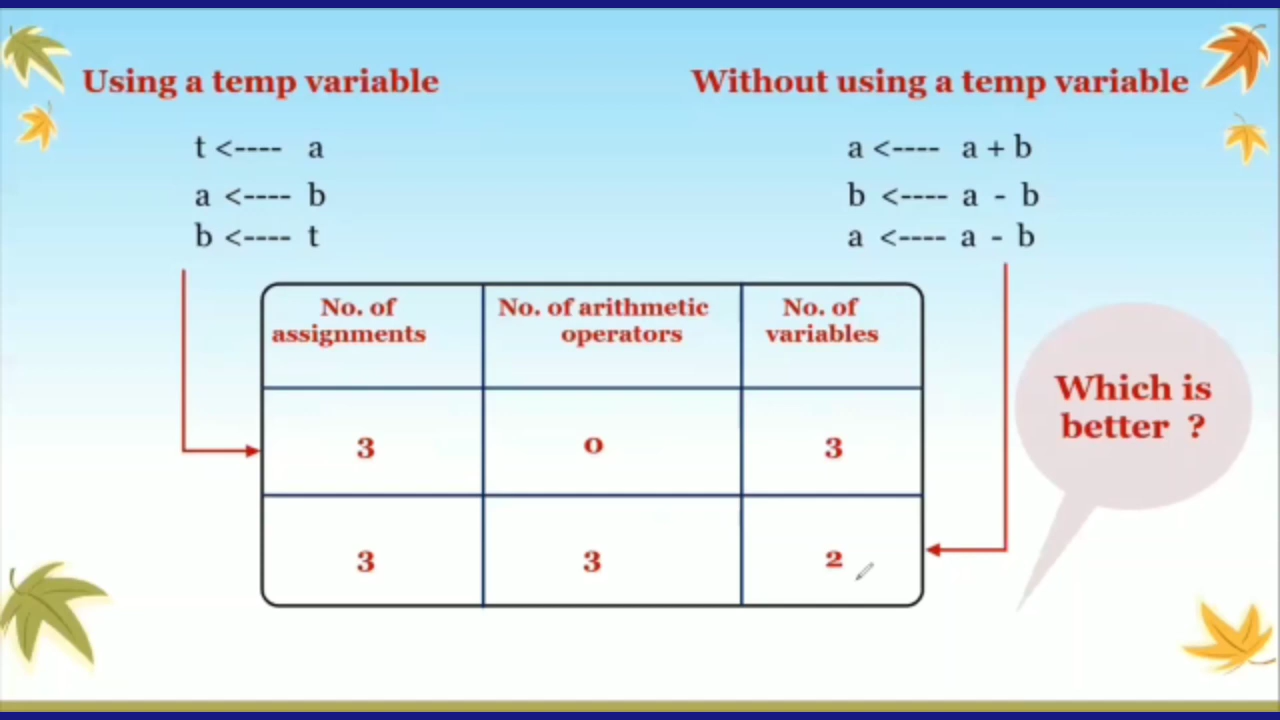 Using a temp variable
t <---- a
a <---- b
b <---- t
Without using a temp variable
a <---- a + b
b <---- a - b
a <---- a - b
No. of
assignments
No. of arithmetic
operators
No. of
variables
3
0
3
3
3
2
Which is
better ?